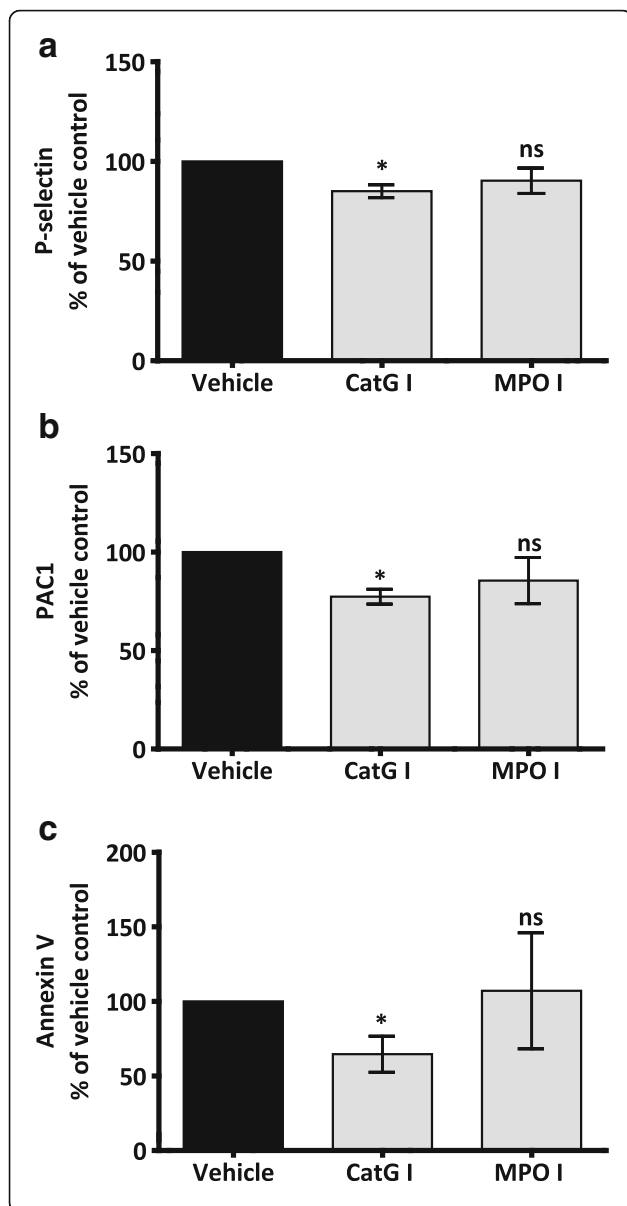 a
P-selectin
% of vehicle control
150
100
50
0
*
ns
Vehicle CatG I MPO I
b
PAC1
% of vehicle control
150
100
50
0
*
ns
Vehicle CatG I MPO I
c
Annexin V
% of vehicle control
200
150
100
50
0
*
ns
Vehicle CatG I MPO I